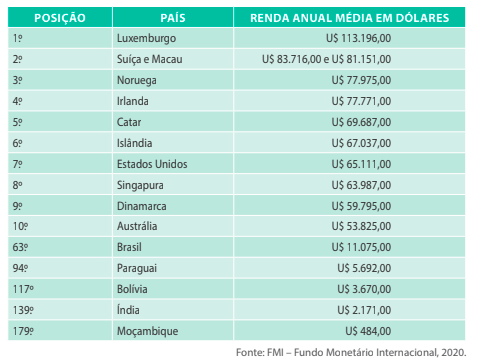 POSIÇÃO PAÍS RENDA ANUAL MÉDIA EM DÓLARES
1º Luxemburgo U$ 113.196,00
2º Suíça e Macau U$ 83.716,00 e U$ 81.151,00
3º Noruega U$ 77.975,00
4º Irlanda U$ 77.771,00
5º Catar U$ 69.687,00
6º Islândia U$ 67.037,00
7º Estados Unidos U$ 65.111,00
8º Singapura U$ 63.987,00
9º Dinamarca U$ 59.795,00
10º Austrália U$ 53.825,00
63º Brasil U$ 11.075,00
94º Paraguai U$ 5.692,00
117º Bolívia U$ 3.670,00
139º Índia U$ 2.171,00
179º Moçambique U$ 484,00
Fonte: FMI – Fundo Monetário Internacional, 2020.